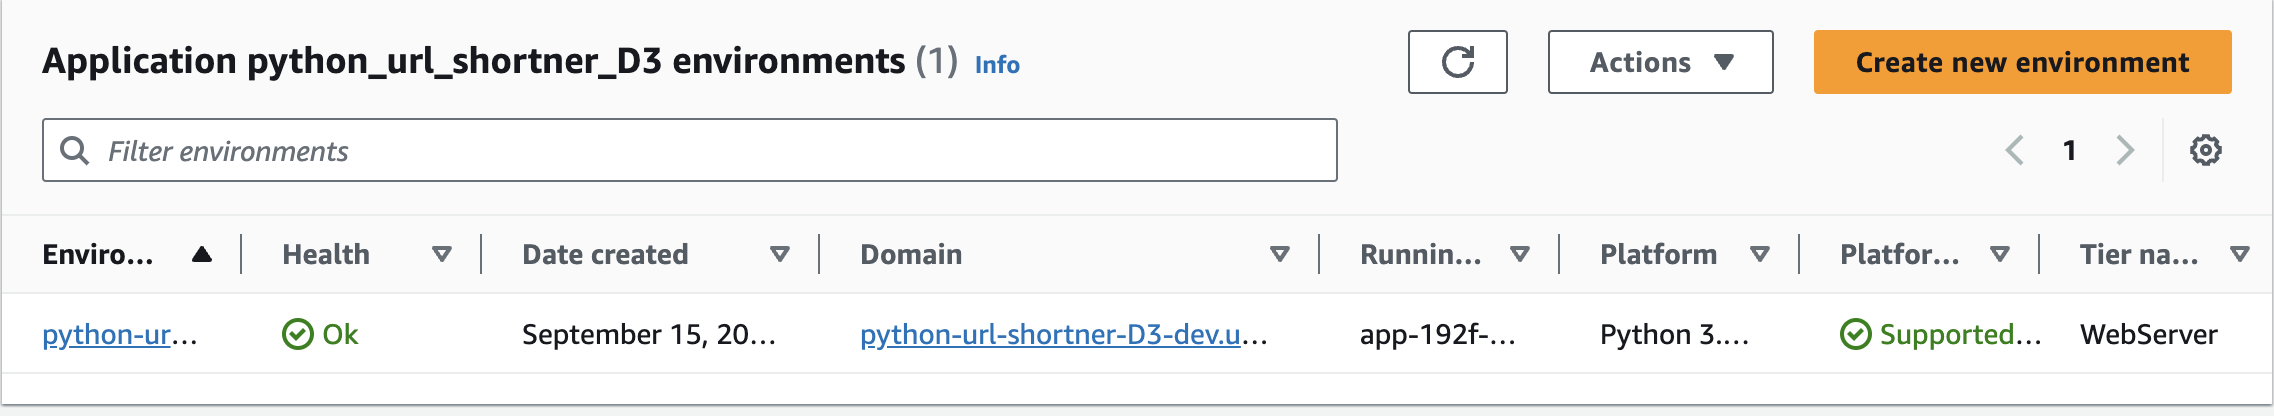 Application python_url_shortner_D3 environments (1) Info
Actions
Create new environment
Filter environments
1
Enviro... Health Date created Domain Runnin... Platform Platfor... Tier na...
python-ur... Ok September 15, 20... python-url-shortner-D3-dev.u... app-192f-... Python 3.... Supported... WebServer